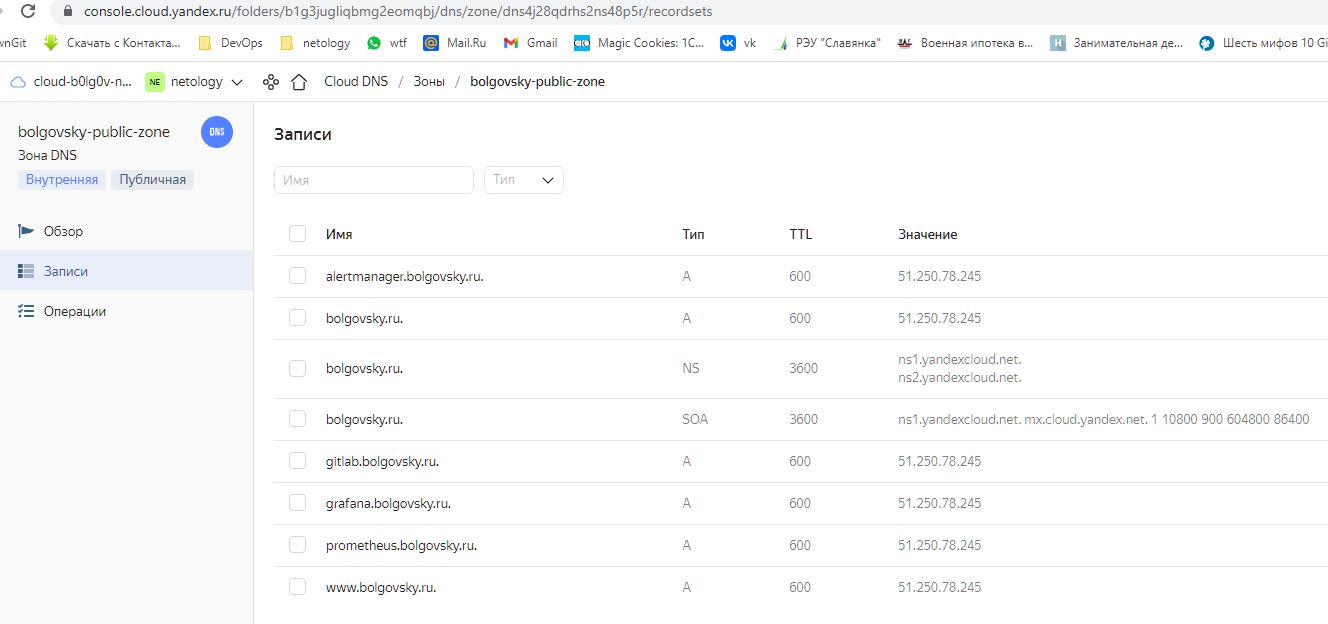 console.cloud.yandex.ru/folders/b1g3jugliqbmg2eomqbj/dns/zone/dns4j28qdrhs2ns48p5r/recordsets
wnGit Скачать с Контакта... DevOps netology wtf Mail.Ru Gmail Magic Cookies: 1C... vk РЭУ "Славянка" Военная ипотека в... Занимательная де... Шесть мифов 10 Gi
cloud-b0lg0v-n... NE netology Cloud DNS / Зоны / bolgovsky-public-zone
bolgovsky-public-zone DNS
Зона DNS
Внутренняя Публичная
Обзор
Записи
Операции
Записи
Имя Тип
Имя Тип TTL Значение
alertmanager.bolgovsky.ru. A 600 51.250.78.245
bolgovsky.ru. A 600 51.250.78.245
bolgovsky.ru. NS 3600 ns1.yandexcloud.net.
ns2.yandexcloud.net.
bolgovsky.ru. SOA 3600 ns1.yandexcloud.net. mx.cloud.yandex.net. 1 10800 900 604800 86400
gitlab.bolgovsky.ru. A 600 51.250.78.245
grafana.bolgovsky.ru. A 600 51.250.78.245
prometheus.bolgovsky.ru. A 600 51.250.78.245
www.bolgovsky.ru. A 600 51.250.78.245